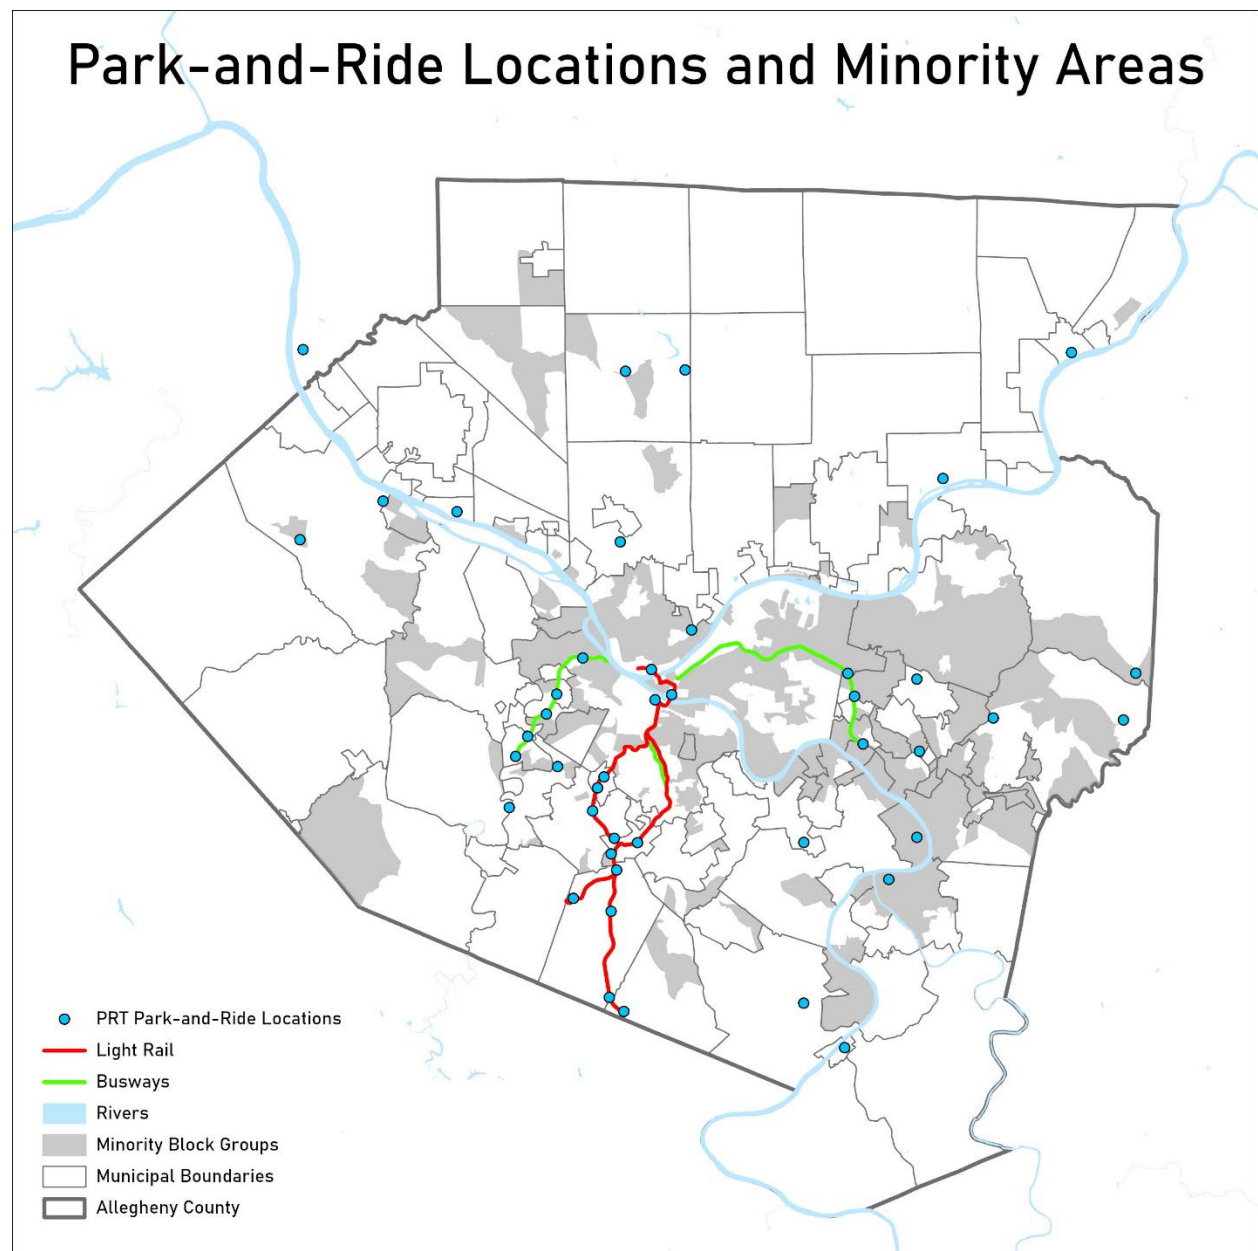 Park-and-Ride Locations and Minority Areas
PRT Park-and-Ride Locations
Light Rail
Busways
Rivers
Minority Block Groups
Municipal Boundaries
Allegheny County